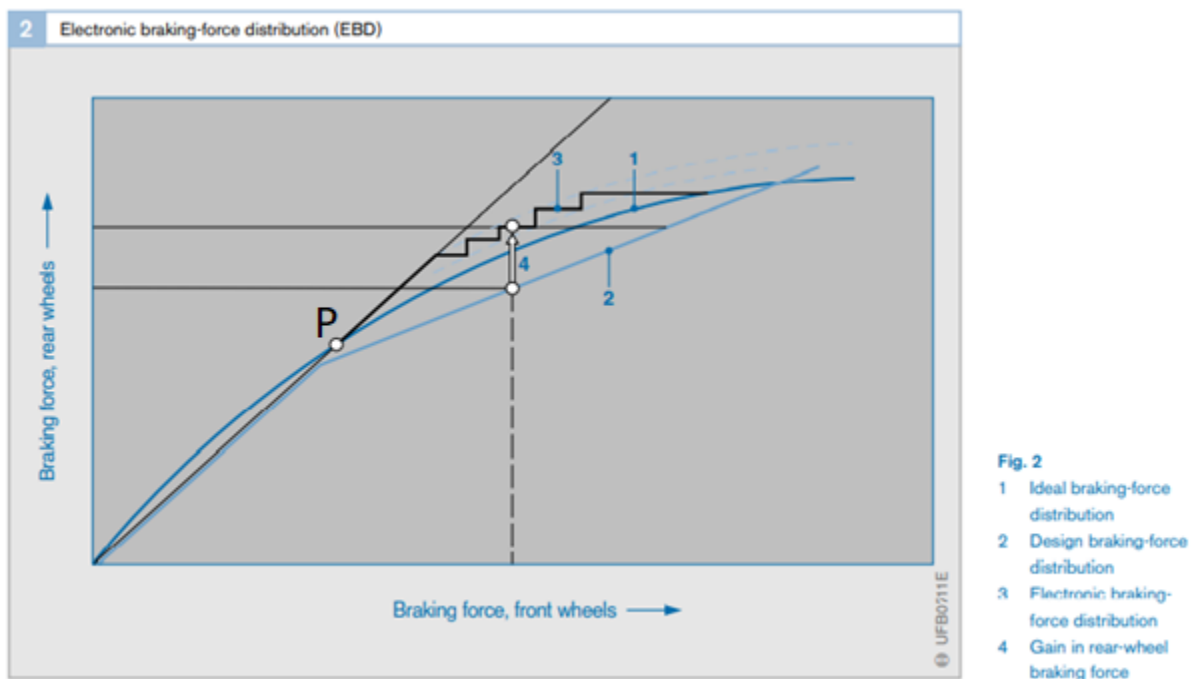 2 Electronic braking-force distribution (EBD)
Braking force, rear wheels
3
1
4
2
P
Braking force, front wheels
UFB0711E
Fig. 2
1 Ideal braking-force
distribution
2 Design braking-force
distribution
3 Electronic braking-
force distribution
4 Gain in rear-wheel
braking force